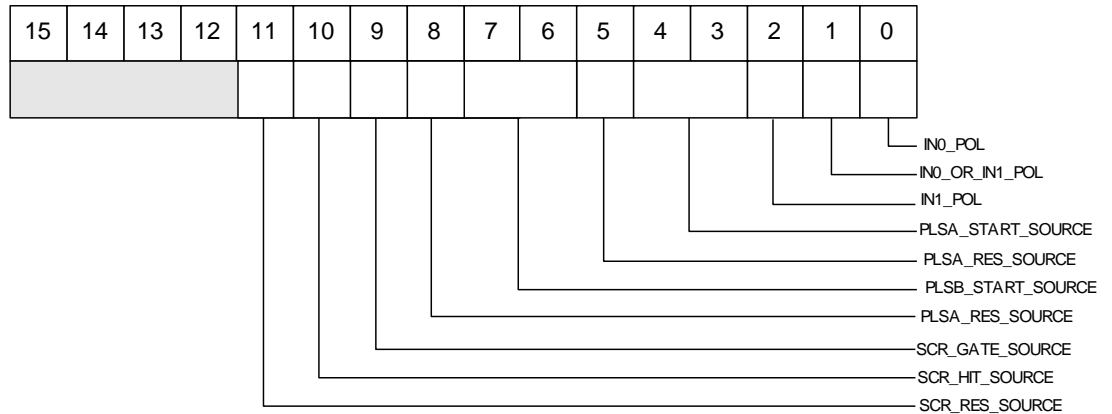 15 14 13 12 11 10 9 8 7 6 5 4 3 2 1 0
IN0_POL
IN0_OR_IN1_POL
IN1_POL
PLSA_START_SOURCE
PLSA_RES_SOURCE
PLSB_START_SOURCE
PLSA_RES_SOURCE
SCR_GATE_SOURCE
SCR_HIT_SOURCE
SCR_RES_SOURCE